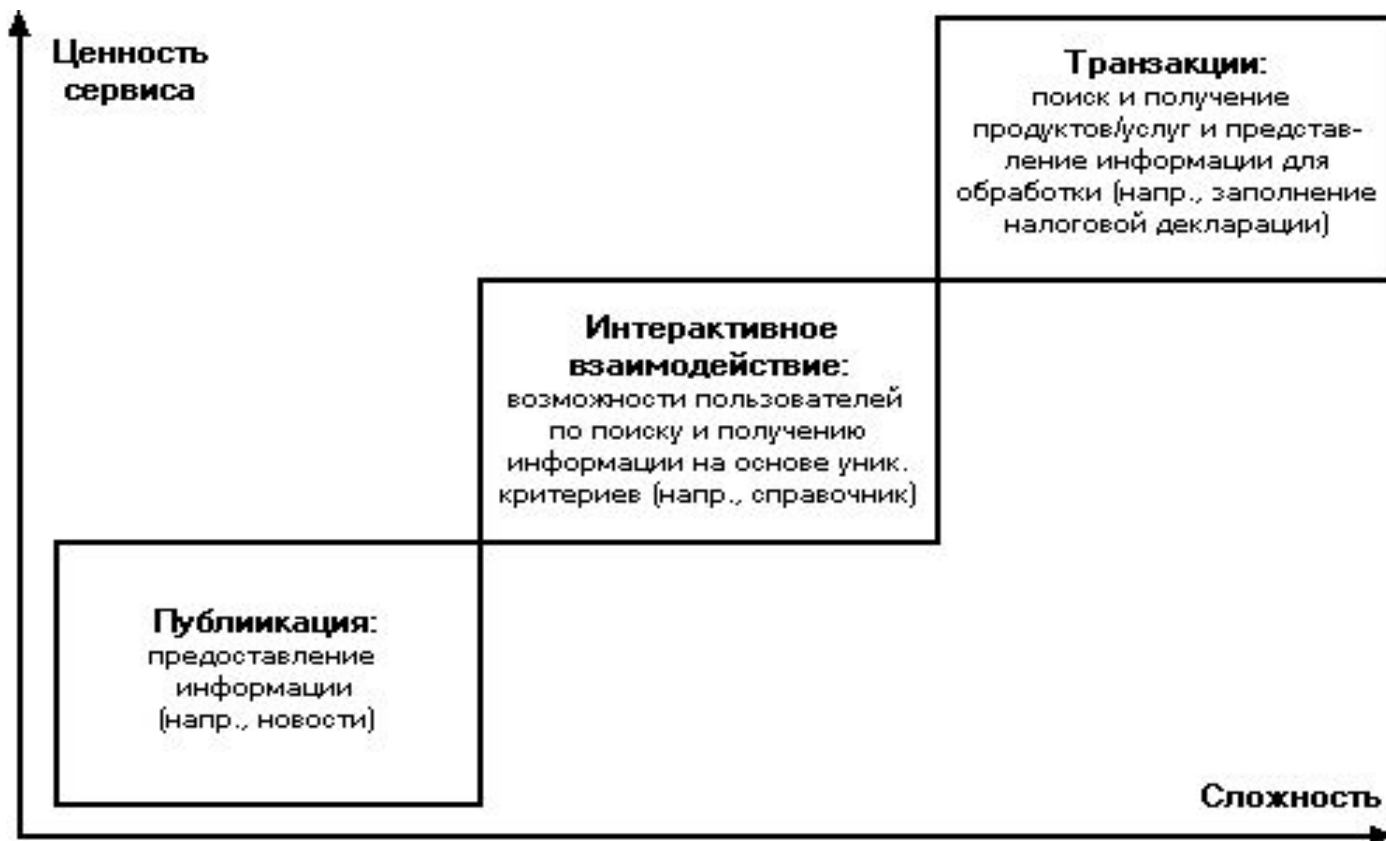 Ценность
сервиса
Транзакции:
поиск и получение
продуктов/услуг и представ-
ление информации для
обработки (напр., заполнение
налоговой декларации)
Интерактивное
взаимодействие:
возможности пользователей
по поиску и получению
информации на основе уник.
критериев (напр., справочник)
Публиикация:
предоставление
информации
(напр., новости)
Сложность